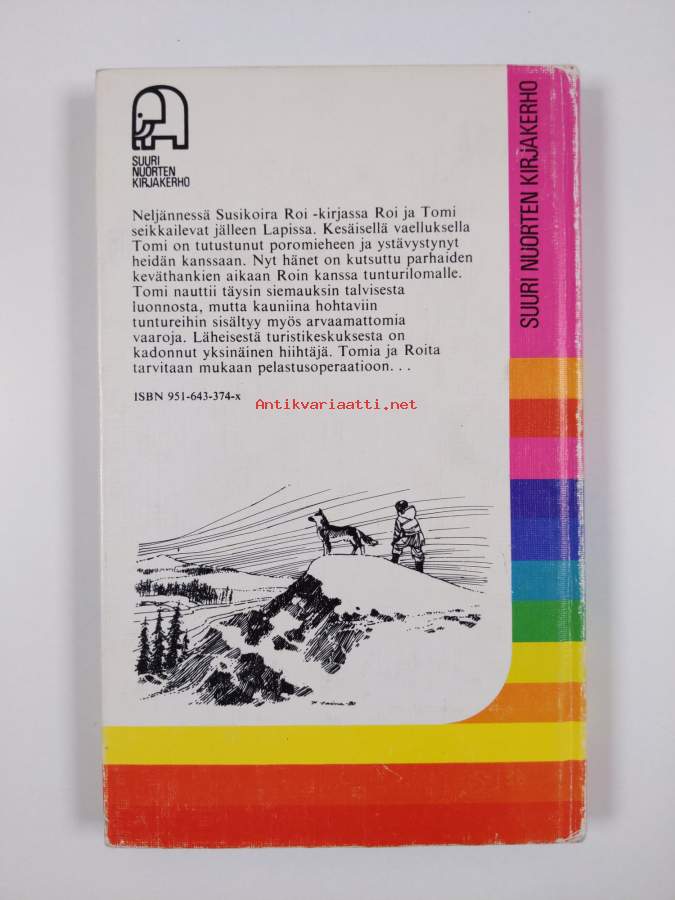 SUURI
NUORTEN
KIRJAKERHO
SUURI NUORTEN KIRJAKERHO
Neljännessä Susikoira Roi -kirjassa Roi ja Tomi
seikkailevat jälleen Lapissa. Kesäisellä vaelluksella
Tomi on tutustunut poromieheen ja ystävystynyt
heidän kanssaan. Nyt hänet on kutsuttu parhaiden
keväthankien aikaan Roin kanssa tunturilomalle.
Tomi nauttii täysin siemauksin talvisesta
luonnosta, mutta kauniina hohtaviin
tuntureihin sisältyy myös arvaamattomia
vaaroja. Läheisestä turistikeskuksesta on
kadonnut yksinäinen hiihtäjä. Tomia ja Roita
tarvitaan mukaan pelastusoperaatioon...
ISBN 951-643-374-x
Antikvariaatti.net